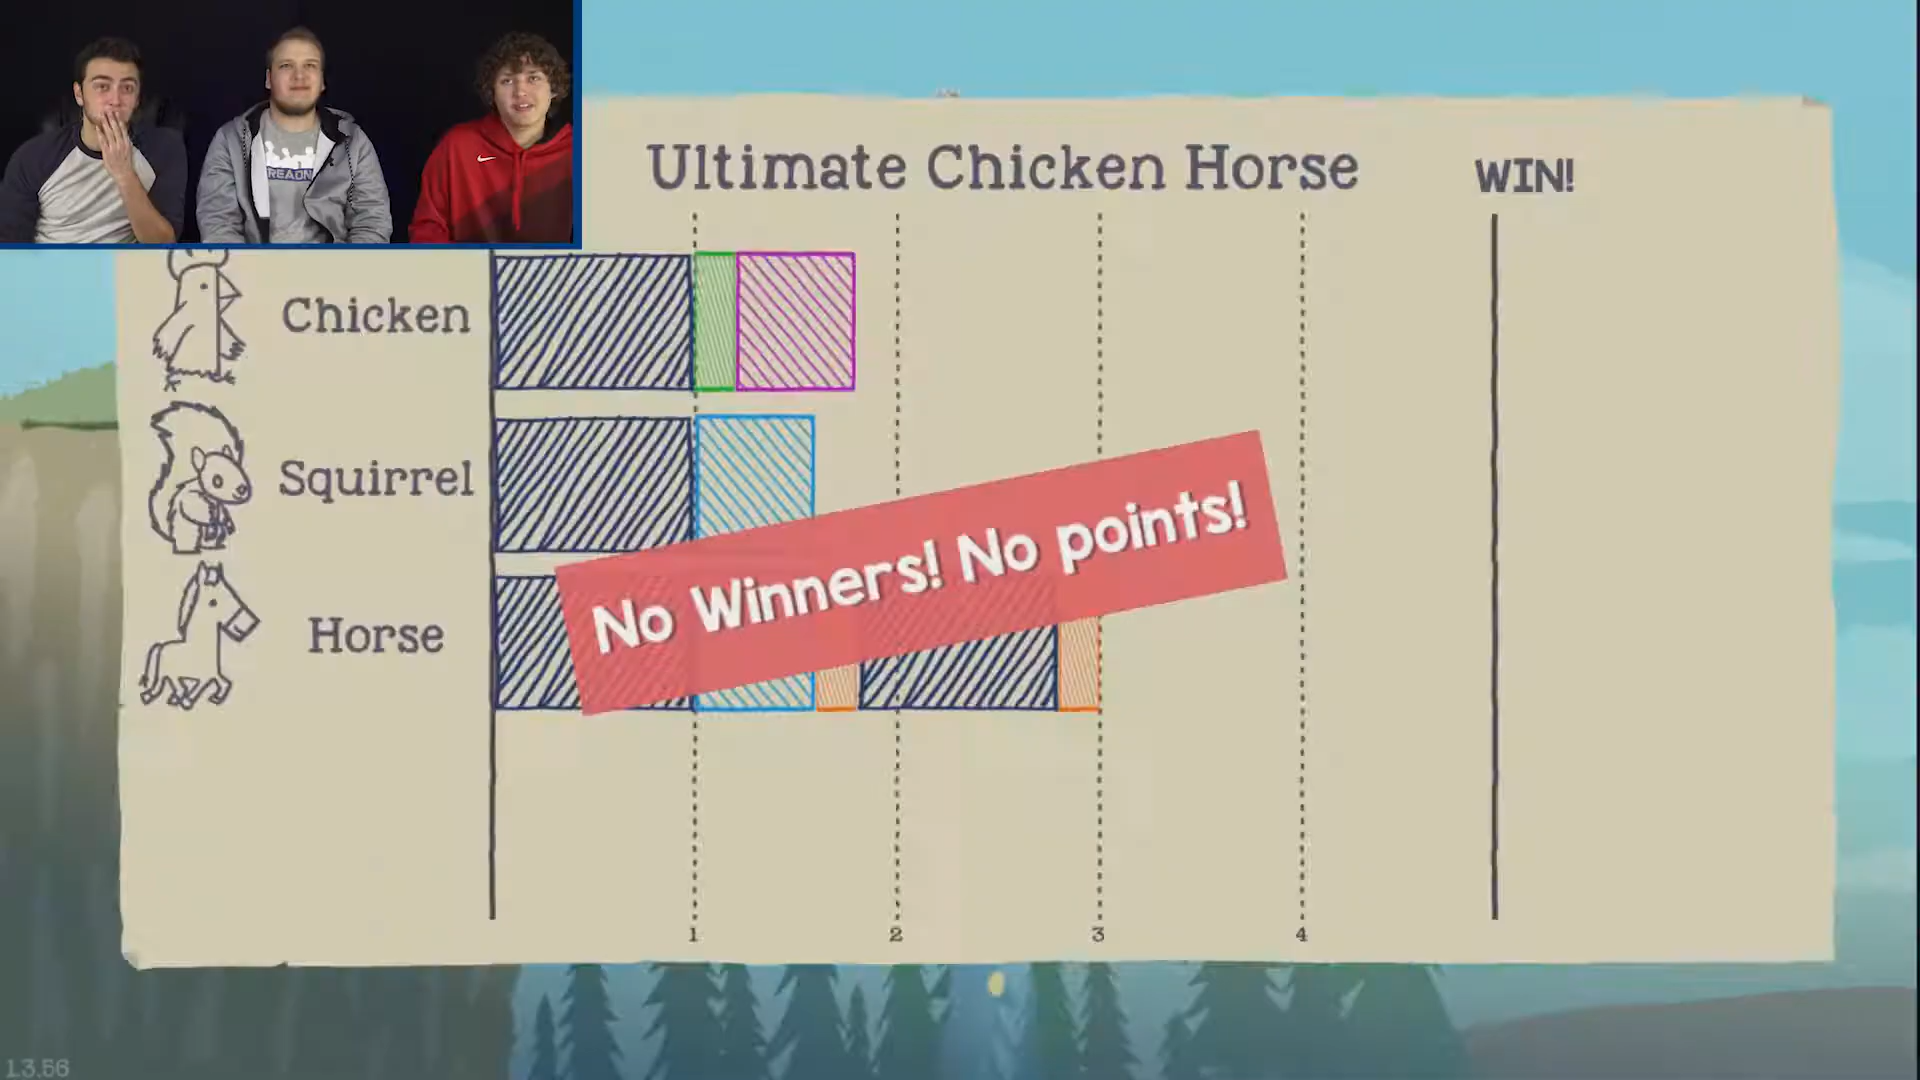 Ultimate Chicken Horse
WIN!
Chicken
Squirrel
Horse
No Winners! No points!
1 2 3 4
1.3.56